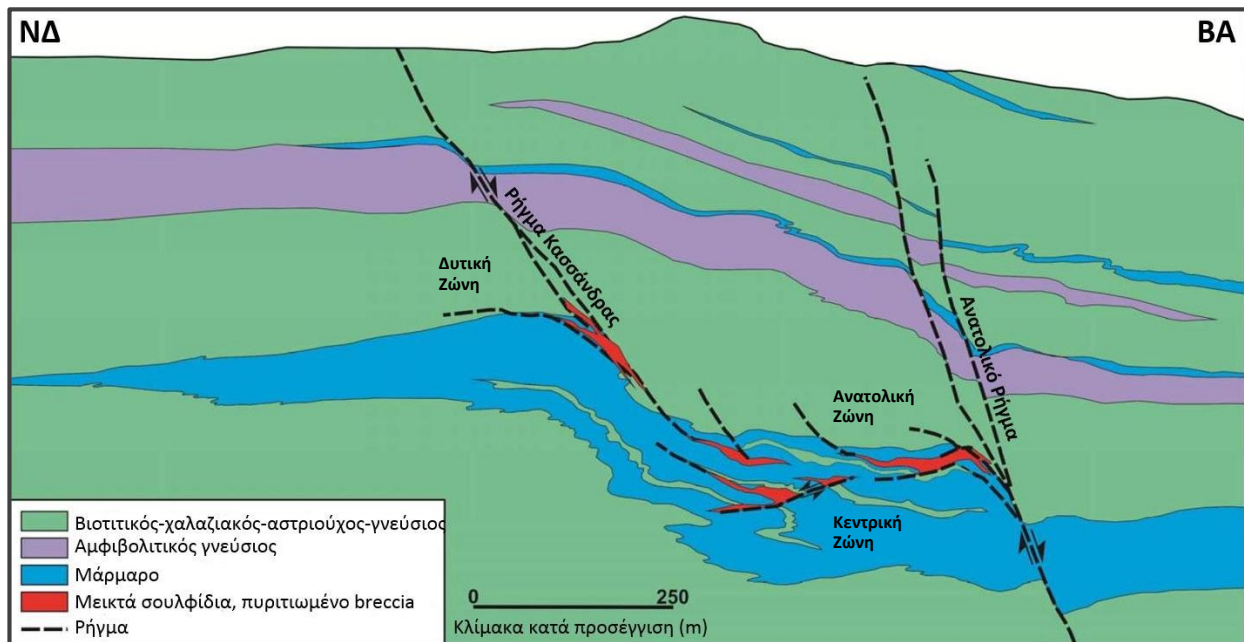 ΝΔ
ΒΑ
Ρήγμα Κασσάνδρας
Δυτική
Ζώνη
Ανατολικό Ρήγμα
Ανατολική
Ζώνη
Κεντρική
Ζώνη
Βιοτιτικός-χαλαζιακός-αστριούχος-γνεύσιος
Αμφιβολιτικός γνεύσιος
Μάρμαρο
Μεικτά σουλφίδια, πυριτιωμένο breccia
Ρήγμα
0 250
Κλίμακα κατά προσέγγιση (m)